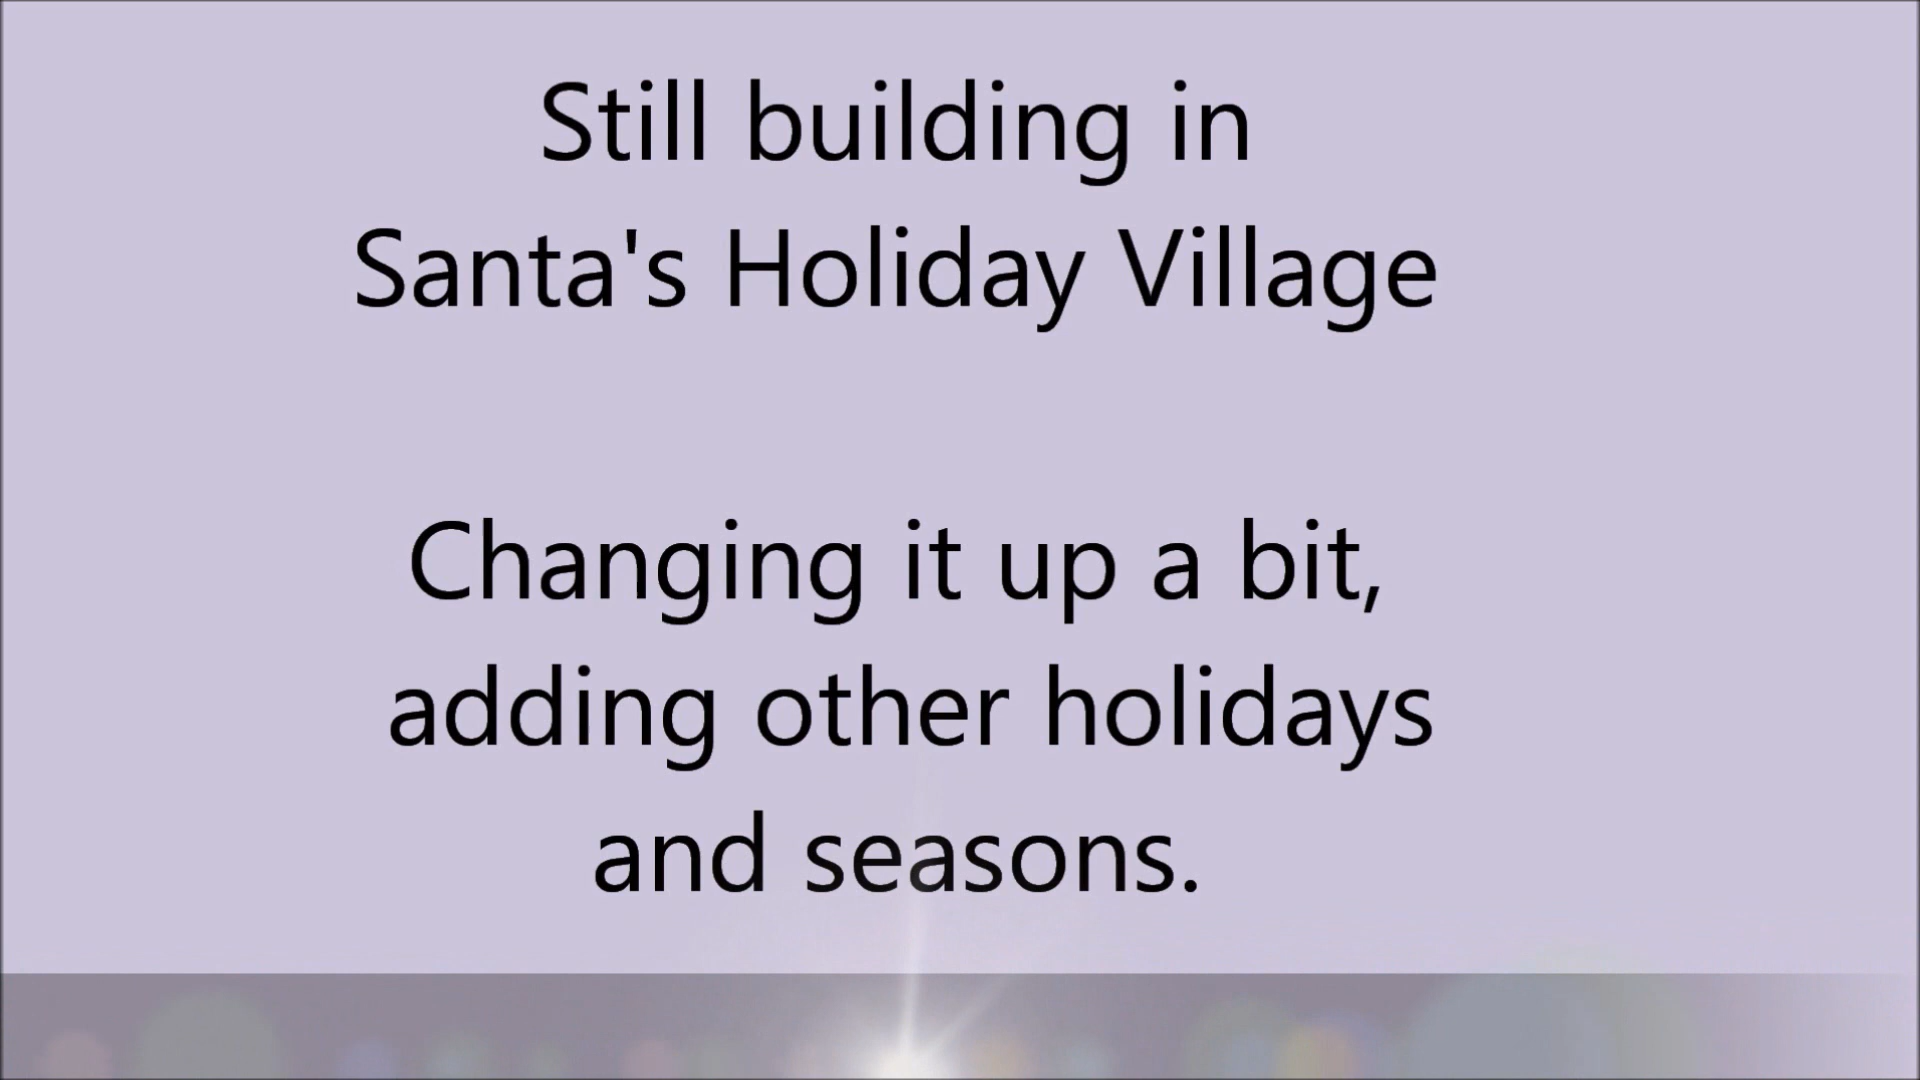 Still building in
Santa's Holiday Village
Changing it up a bit,
adding other holidays
and seasons.